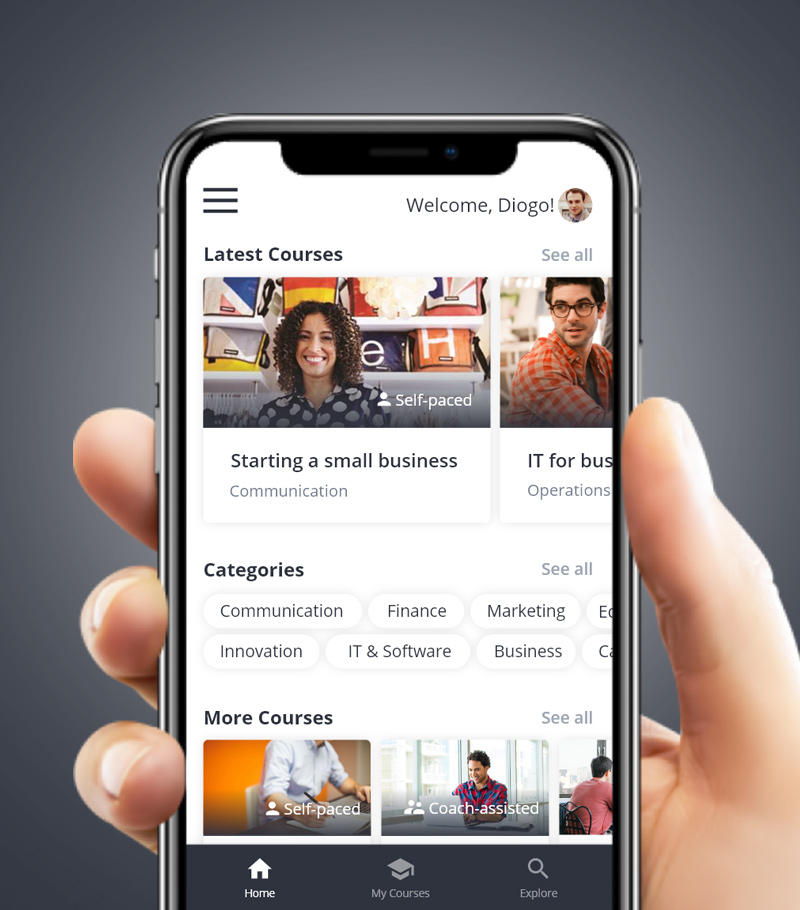 Welcome, Diogo!
Latest Courses
See all
e
H
Self-paced
Starting a small business
Communication
IT for bus
Operations
Categories
See all
Communication
Finance
Marketing
Innovation
IT & Software
Business
More Courses
See all
Self-paced
Coach-assisted
Home
My Courses
Explore